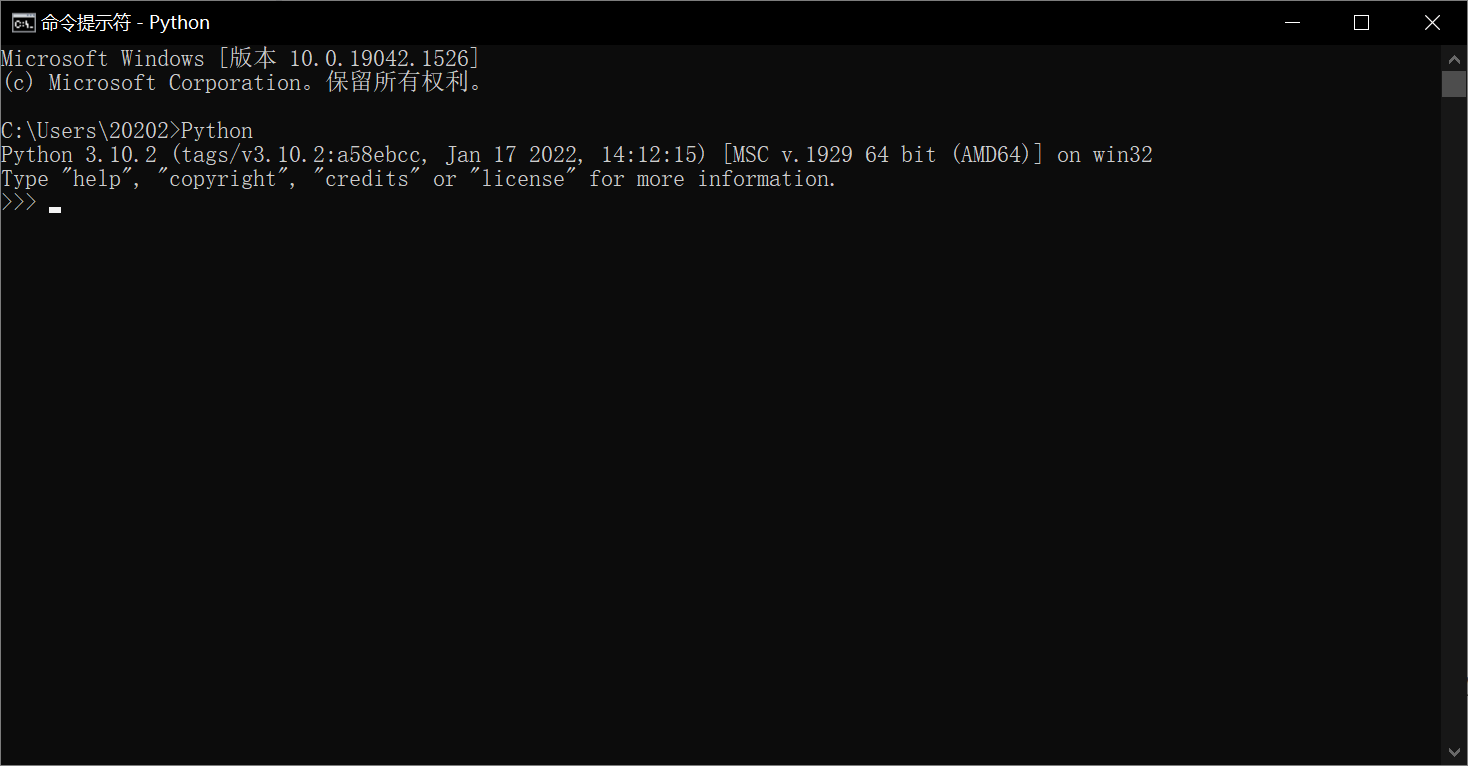 命令提示符 - Python
Microsoft Windows [版本 10.0.19042.1526]
(c) Microsoft Corporation。保留所有权利。
C:\Users\20202>Python
Python 3.10.2 (tags/v3.10.2:a58ebcc, Jan 17 2022, 14:12:15) [MSC v.1929 64 bit (AMD64)] on win32
Type "help", "copyright", "credits" or "license" for more information.
>>>